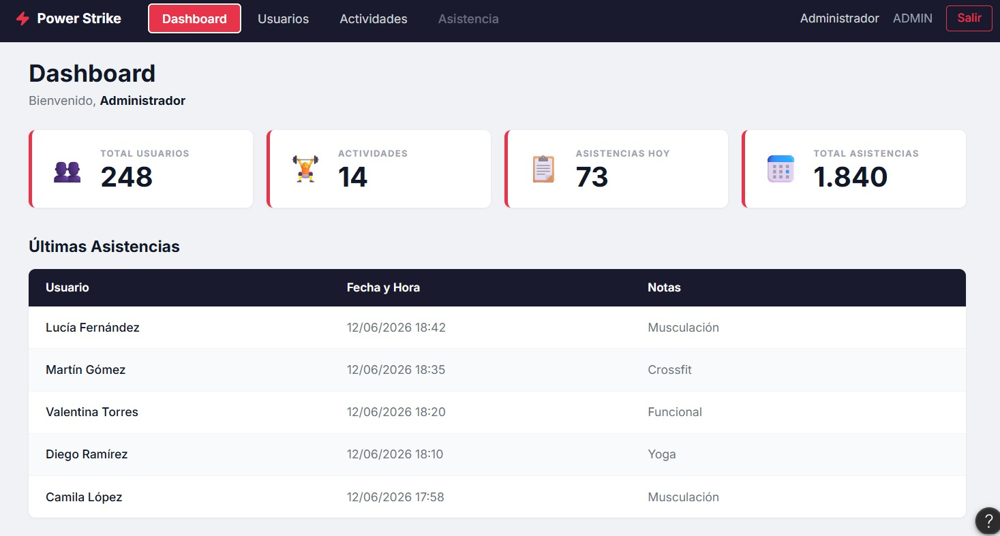 Power Strike Dashboard Usuarios Actividades Asistencia Administrador ADMIN Salir
Dashboard
Bienvenido, Administrador
TOTAL USUARIOS
248
ACTIVIDADES
14
ASISTENCIAS HOY
73
TOTAL ASISTENCIAS
1.840
Últimas Asistencias
Usuario Fecha y Hora Notas
Lucía Fernández 12/06/2026 18:42 Musculación
Martín Gómez 12/06/2026 18:35 Crossfit
Valentina Torres 12/06/2026 18:20 Funcional
Diego Ramírez 12/06/2026 18:10 Yoga
Camila López 12/06/2026 17:58 Musculación
?